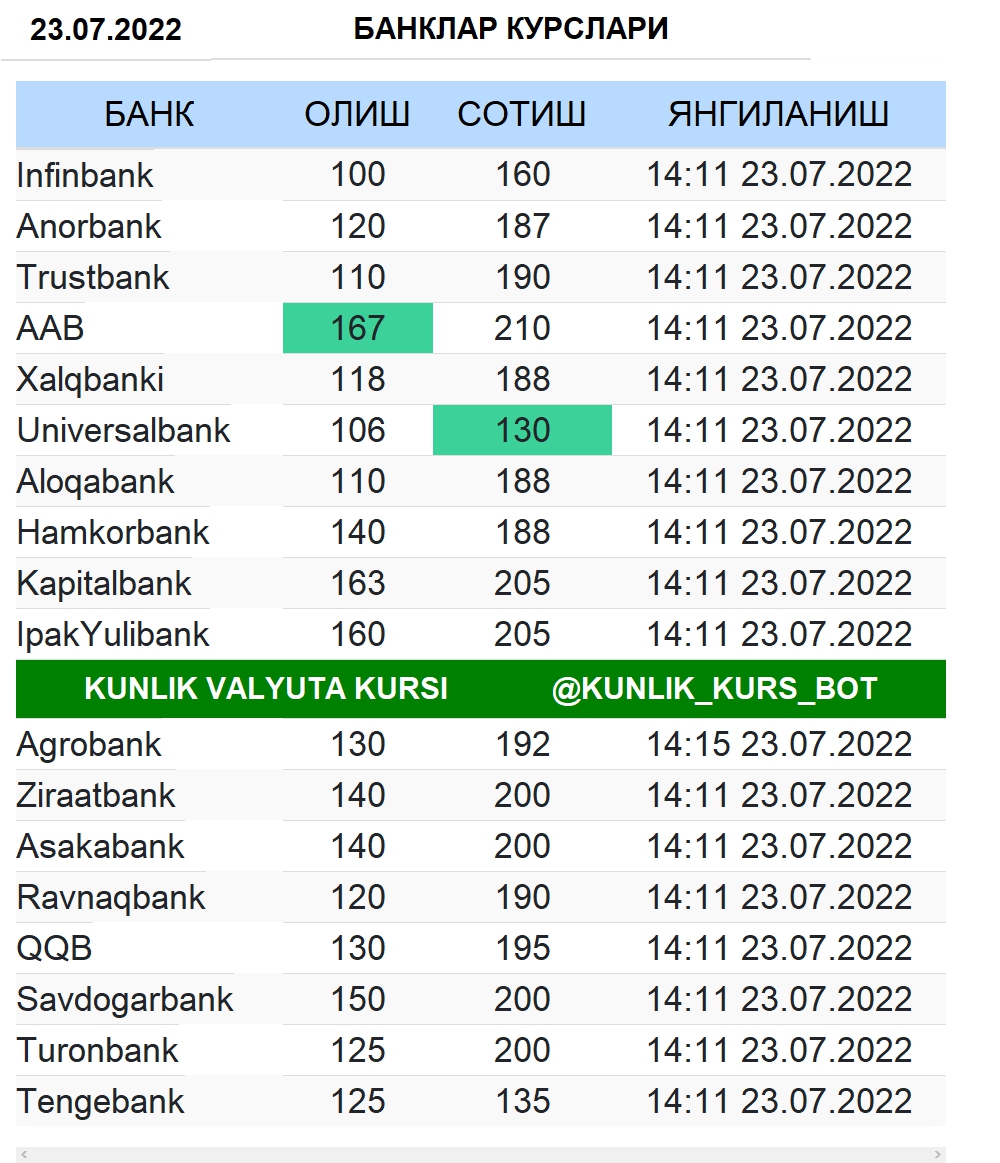 23.07.2022 БАНКЛАР КУРСЛАРИ
БАНК ОЛИШ СОТИШ ЯНГИЛАНИШ
Infinbank 100 160 14:11 23.07.2022
Anorbank 120 187 14:11 23.07.2022
Trustbank 110 190 14:11 23.07.2022
AAB 167 210 14:11 23.07.2022
Xalqbanki 118 188 14:11 23.07.2022
Universalbank 106 130 14:11 23.07.2022
Aloqabank 110 188 14:11 23.07.2022
Hamkorbank 140 188 14:11 23.07.2022
Kapitalbank 163 205 14:11 23.07.2022
IpakYulibank 160 205 14:11 23.07.2022
KUNLIK VALYUTA KURSI @KUNLIK_KURS_BOT
Agrobank 130 192 14:15 23.07.2022
Ziraatbank 140 200 14:11 23.07.2022
Asakabank 140 200 14:11 23.07.2022
Ravnaqbank 120 190 14:11 23.07.2022
QQB 130 195 14:11 23.07.2022
Savdogarbank 150 200 14:11 23.07.2022
Turonbank 125 200 14:11 23.07.2022
Tengebank 125 135 14:11 23.07.2022